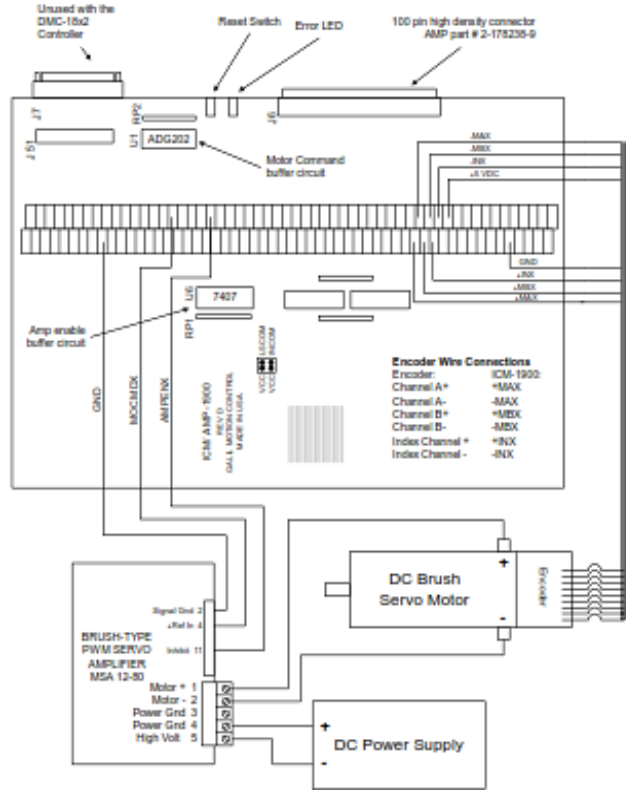 Unused with the
DMC-18x2
Controller
Reset Switch
Error LED
100 pin high density connector
AMP part # 2-178238-9
J7
J51
RP2
U1
ADG202
J6
Motor Command
buffer circuit
-MAX
-MBX
-INX
+5 VDC
GND
+INX
+MBX
+MAX
U6
7407
RP1
Amp enable
buffer circuit
LSCOM
INCOM
VCC
VCC
GND
MOCMDX
AMPENX
ICM/ AMP-1900
REV D
GALIL MOTION CONTROL
MADE IN USA
Encoder Wire Connections
Encoder: ICM-1900:
Channel A+ +MAX
Channel A- -MAX
Channel B+ +MBX
Channel B- -MBX
Index Channel + +INX
Index Channel - -INX
DC Brush
Servo Motor
+
-
Encoder
Signal Gnd 2
+Ref In 4
Inhibit 11
BRUSH-TYPE
PWM SERVO
AMPLIFIER
MSA 12-80
Motor + 1
Motor - 2
Power Gnd 3
Power Gnd 4
High Volt 5
+
-
DC Power Supply